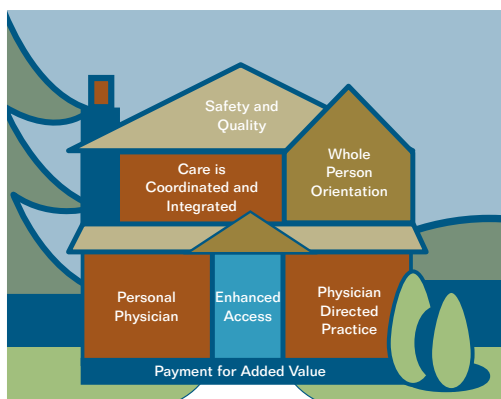 Safety and
Quality
Care is
Coordinated and
Integrated
Whole
Person
Orientation
Personal
Physician
Enhanced
Access
Physician
Directed
Practice
Payment for Added Value